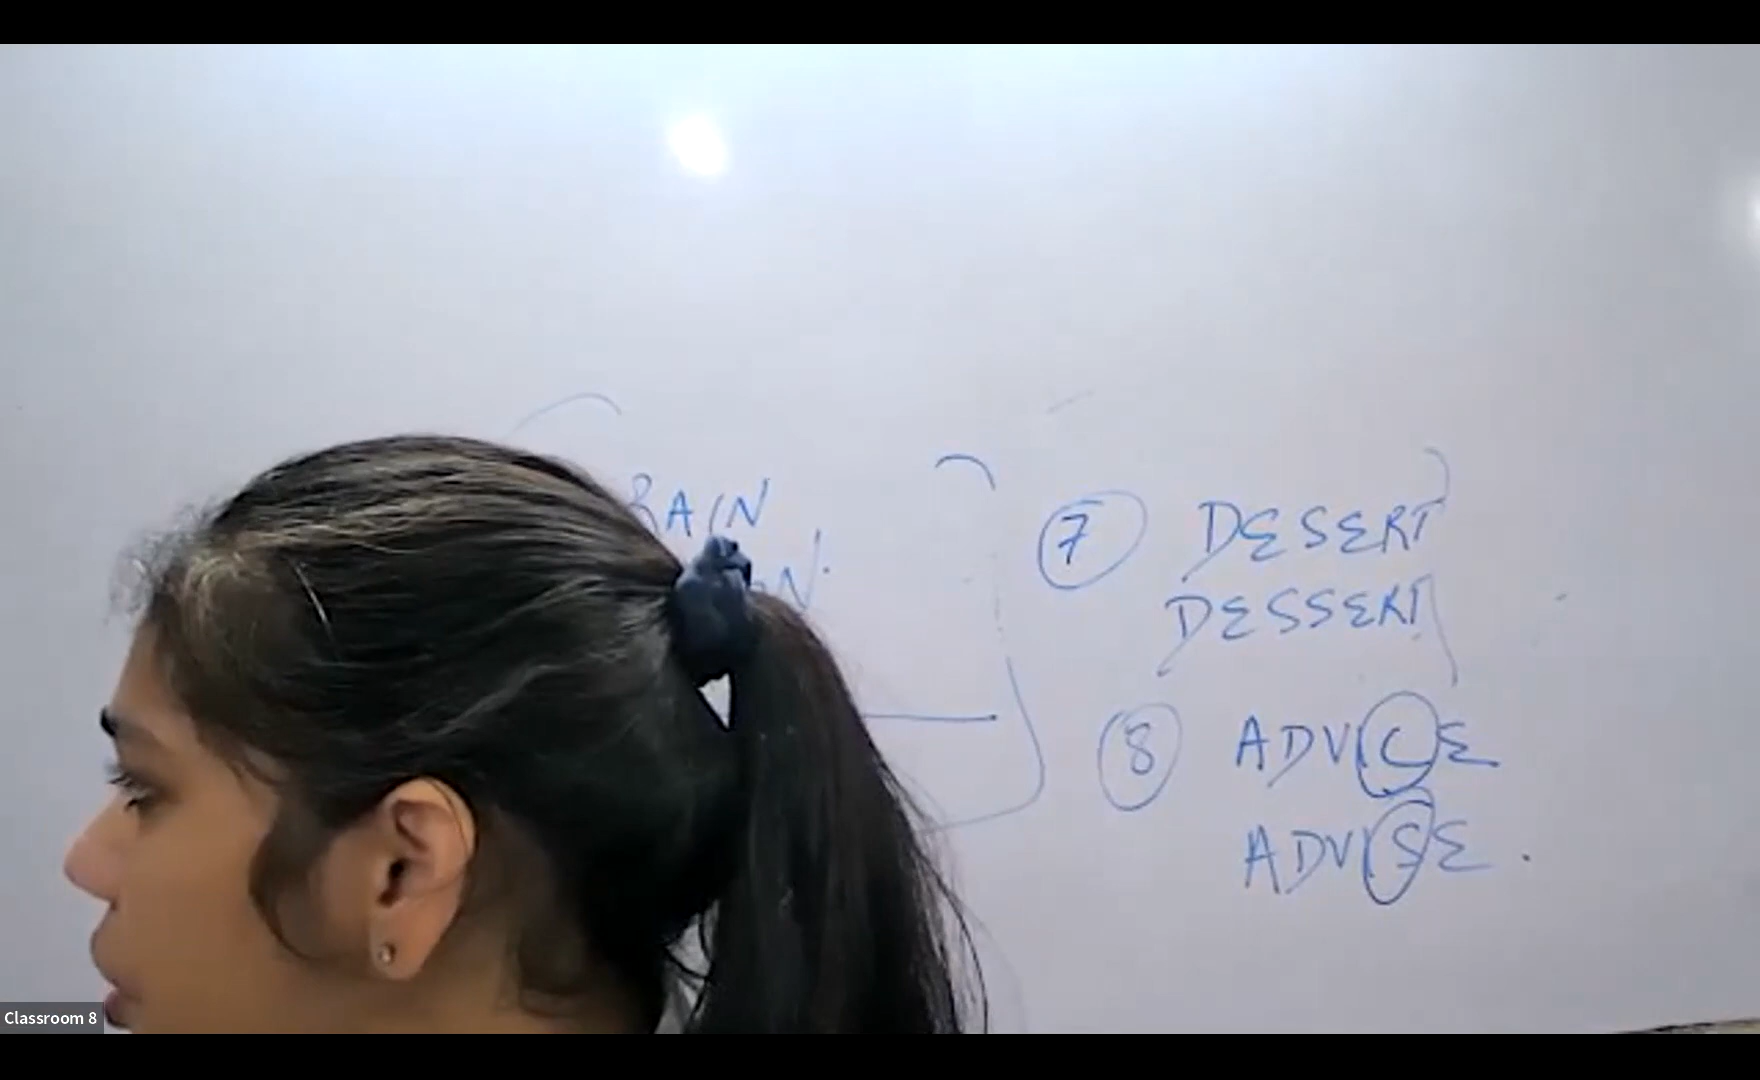 RAIN
7 DESERT
DESSERT
8 ADVICE
ADVISE.
Classroom 8